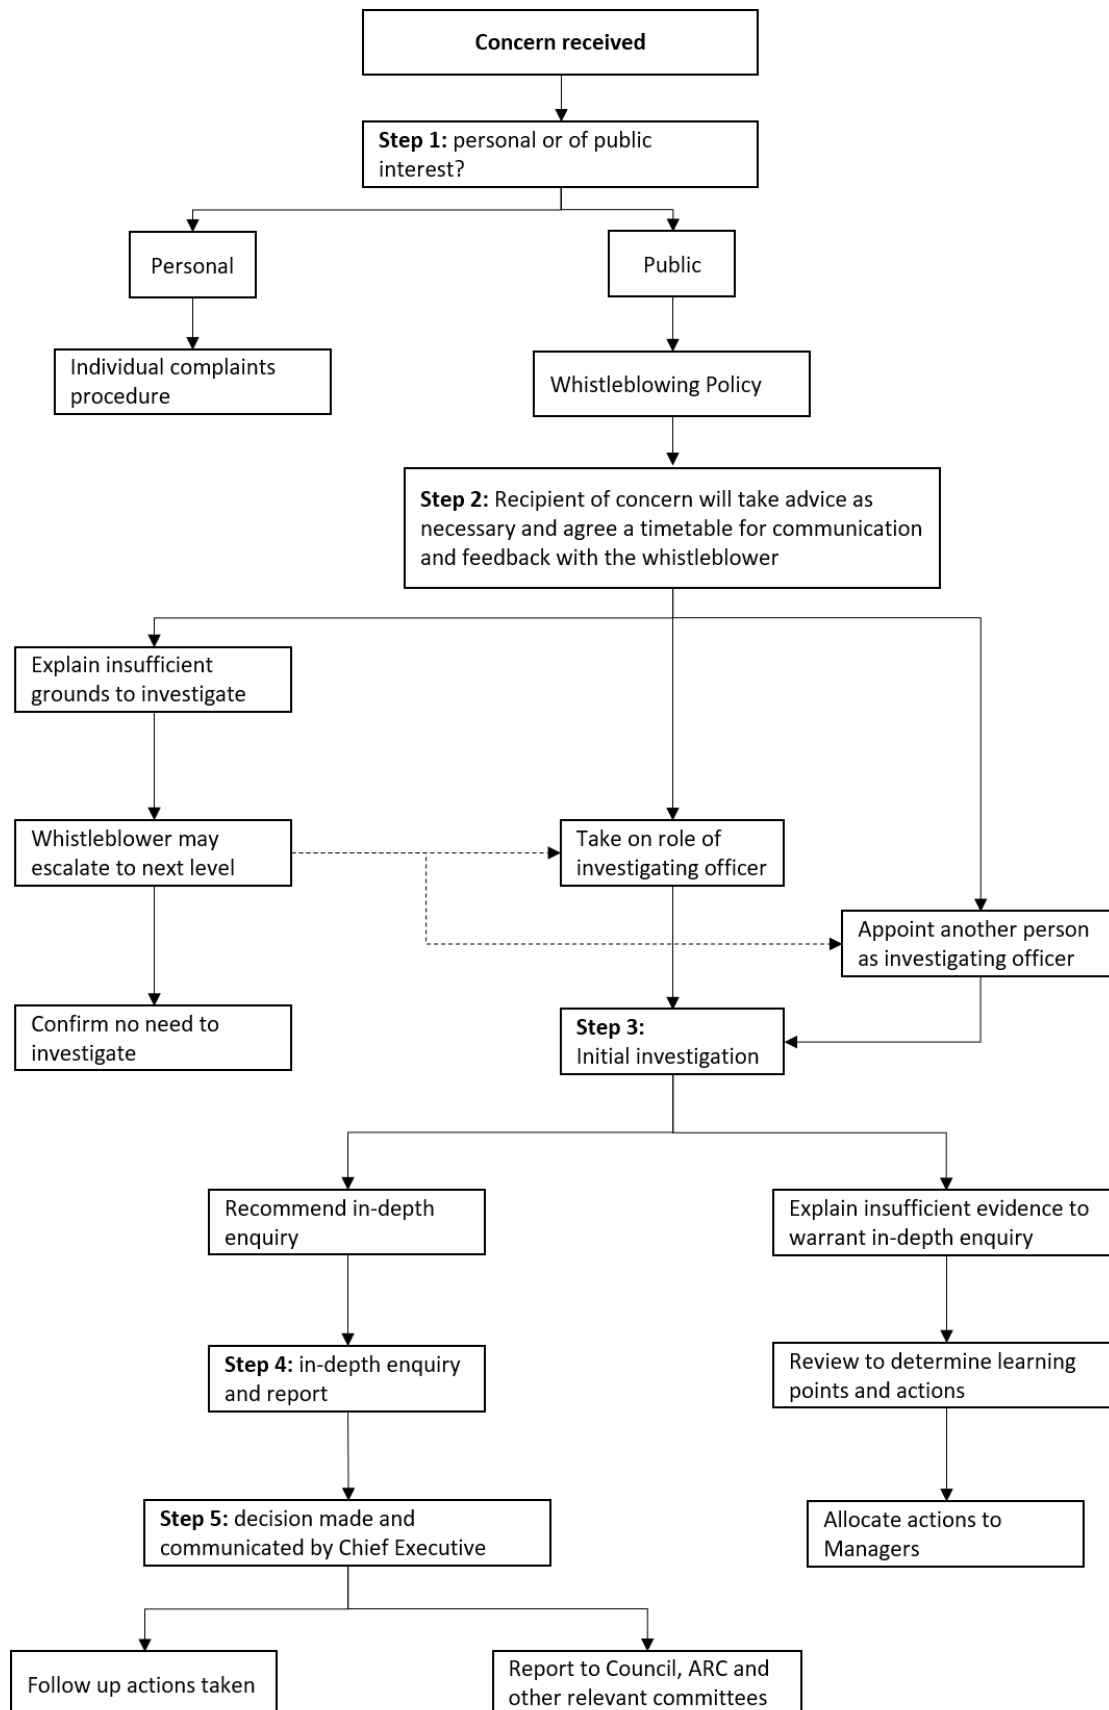 Concern received
Step 1: personal or of public
interest?
Personal
Public
Individual complaints
procedure
Whistleblowing Policy
Step 2: Recipient of concern will take advice as
necessary and agree a timetable for communication
and feedback with the whistleblower
Explain insufficient
grounds to investigate
Whistleblower may
escalate to next level
Take on role of
investigating officer
Appoint another person
as investigating officer
Confirm no need to
investigate
Step 3:
Initial investigation
Recommend in-depth
enquiry
Explain insufficient evidence to
warrant in-depth enquiry
Step 4: in-depth enquiry
and report
Review to determine learning
points and actions
Step 5: decision made and
communicated by Chief Executive
Allocate actions to
Managers
Follow up actions taken
Report to Council, ARC and
other relevant committees